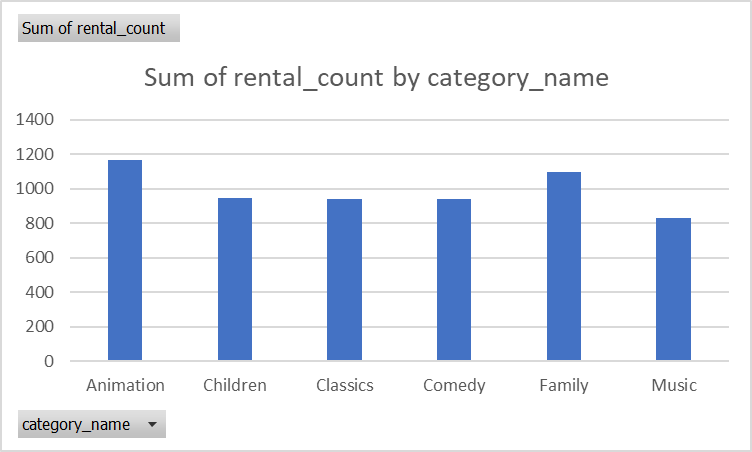 Sum of rental_count
Sum of rental_count by category_name
1400
1200
1000
800
600
400
200
0
Animation Children Classics Comedy Family Music
category_name